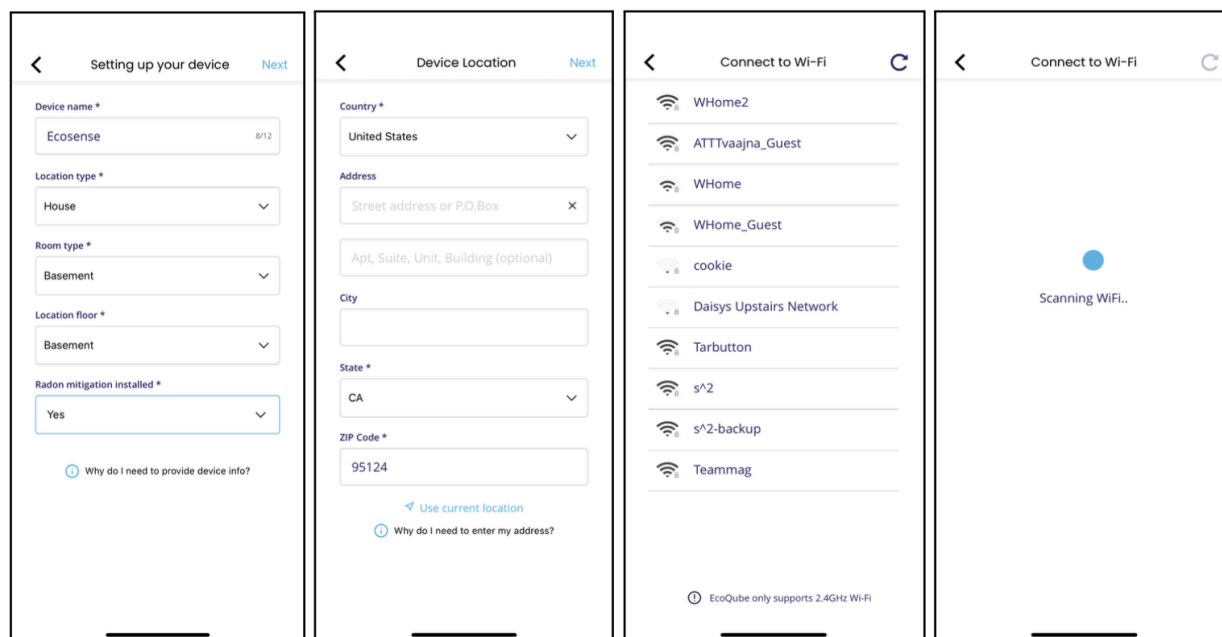 Setting up your device
Next
Device name *
Ecosense
8/12
Location type *
House
Room type *
Basement
Location floor *
Basement
Radon mitigation installed *
Yes
Why do I need to provide device info?
Device Location
Next
Country *
United States
Address
Street address or P.O.Box
Apt, Suite, Unit, Building (optional)
City
State *
CA
ZIP Code *
95124
Use current location
Why do I need to enter my address?
Connect to Wi-Fi
WHome2
ATTTvaajna_Guest
WHome
WHome_Guest
cookie
Daisys Upstairs Network
Tarbutton
s^2
s^2-backup
Teammag
EcoQube only supports 2.4GHz Wi-Fi
Connect to Wi-Fi
Scanning WiFi..